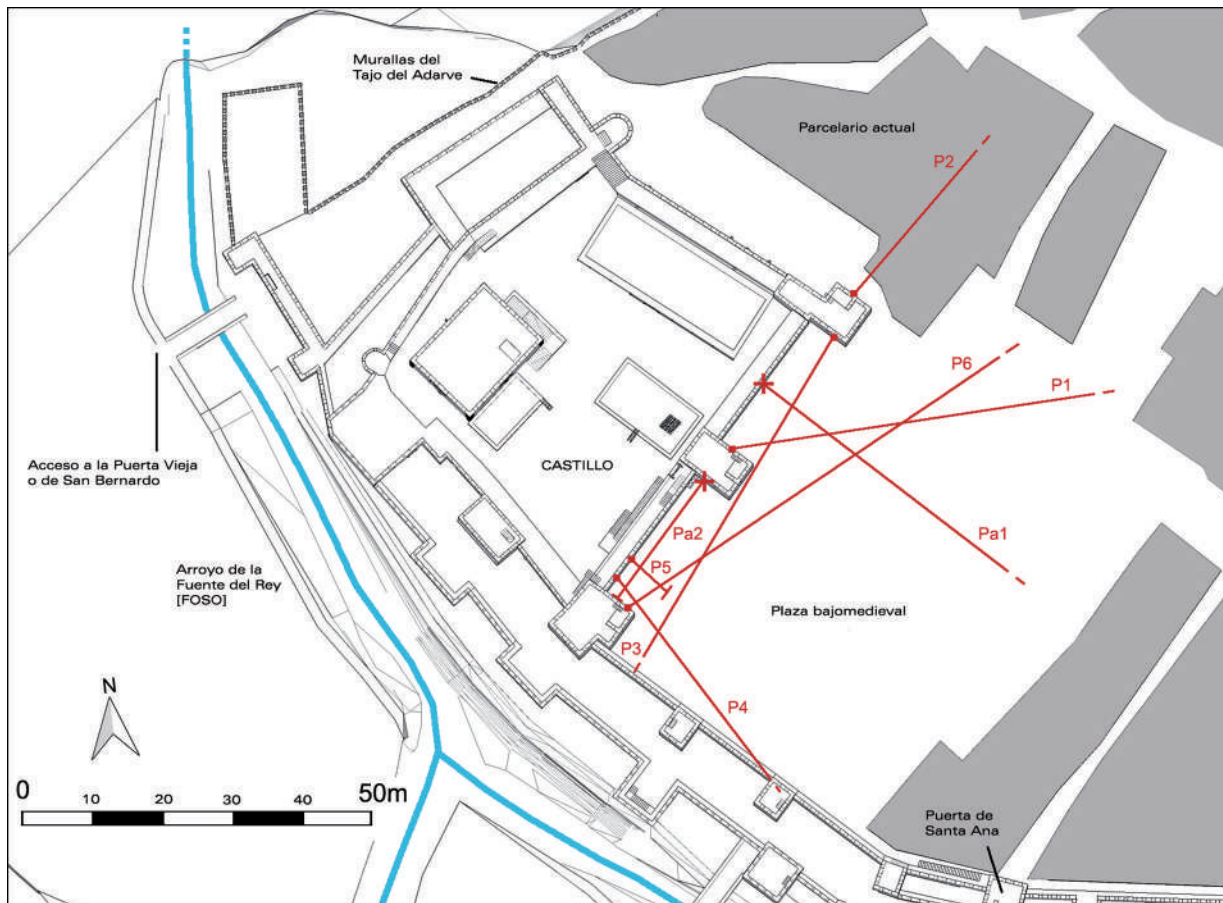 Murallas del
Tajo del Adarve
Parcelario actual
P2
P6
P1
Acceso a la Puerta Vieja
o de San Bernardo
CASTILLO
Pa2
Pa1
P5
Arroyo de la
Fuente del Rey
[FOSO]
Plaza bajomedieval
P3
P4
N
0 10 20 30 40 50m
Puerta de
Santa Ana